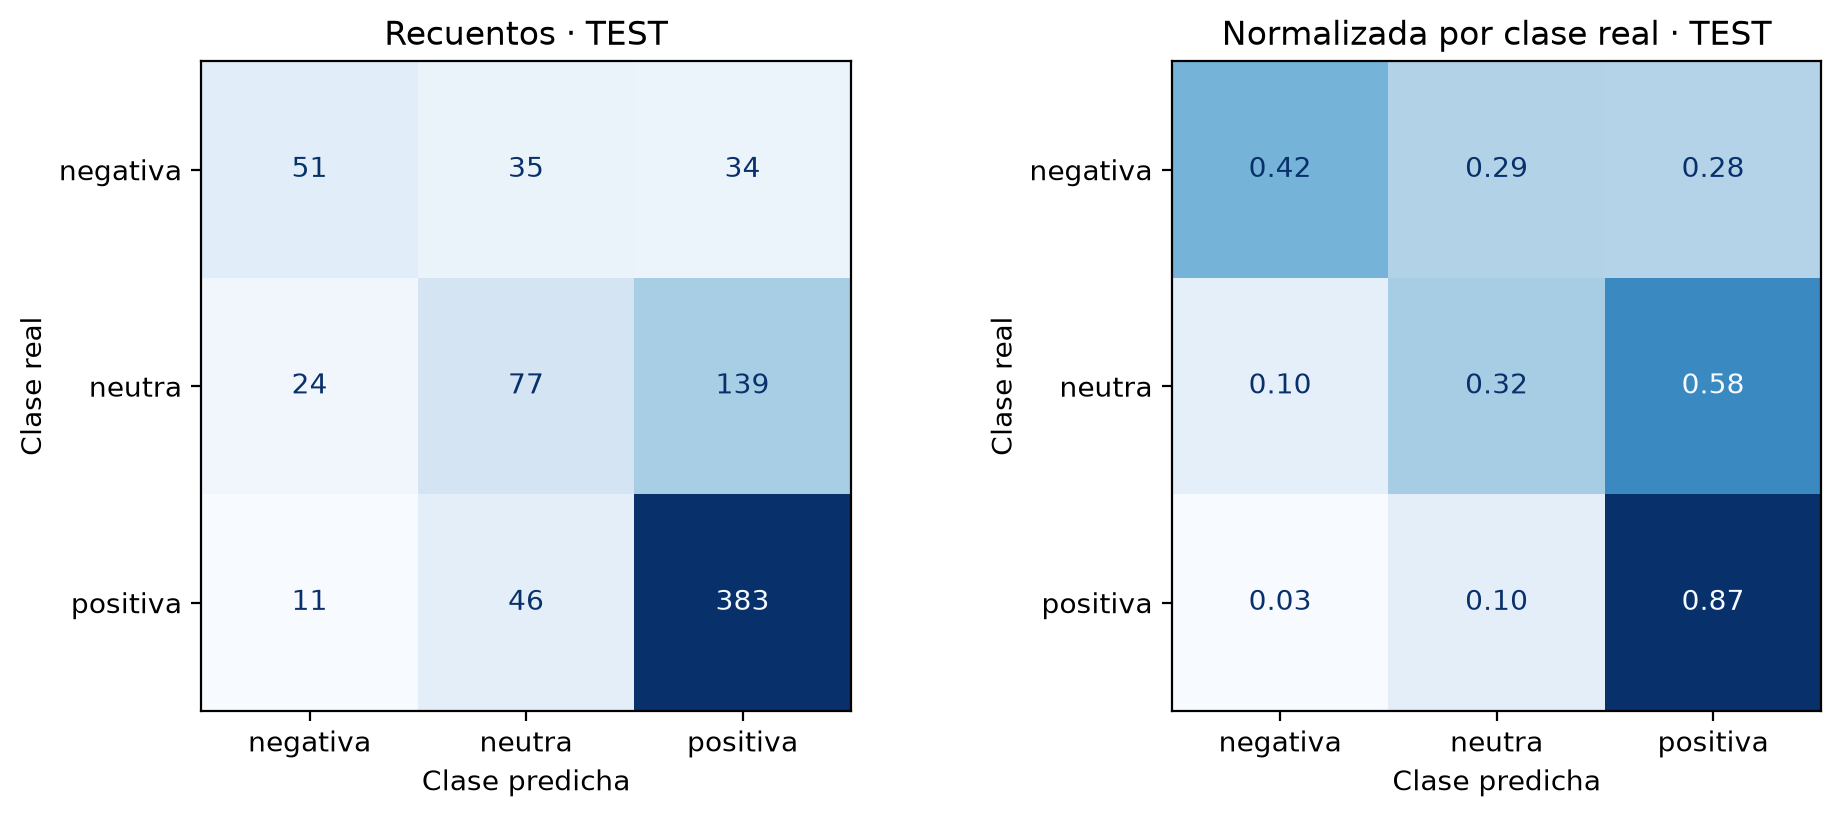 Recuentos · TEST
Clase real
negativa 51 35 34
neutra 24 77 139
positiva 11 46 383
negativa neutra positiva
Clase predicha
Normalizada por clase real · TEST
Clase real
negativa 0.42 0.29 0.28
neutra 0.10 0.32 0.58
positiva 0.03 0.10 0.87
negativa neutra positiva
Clase predicha